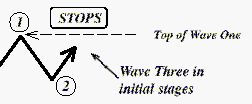 1
STOPS
Top of Wave One
2
Wave Three in
initial stages